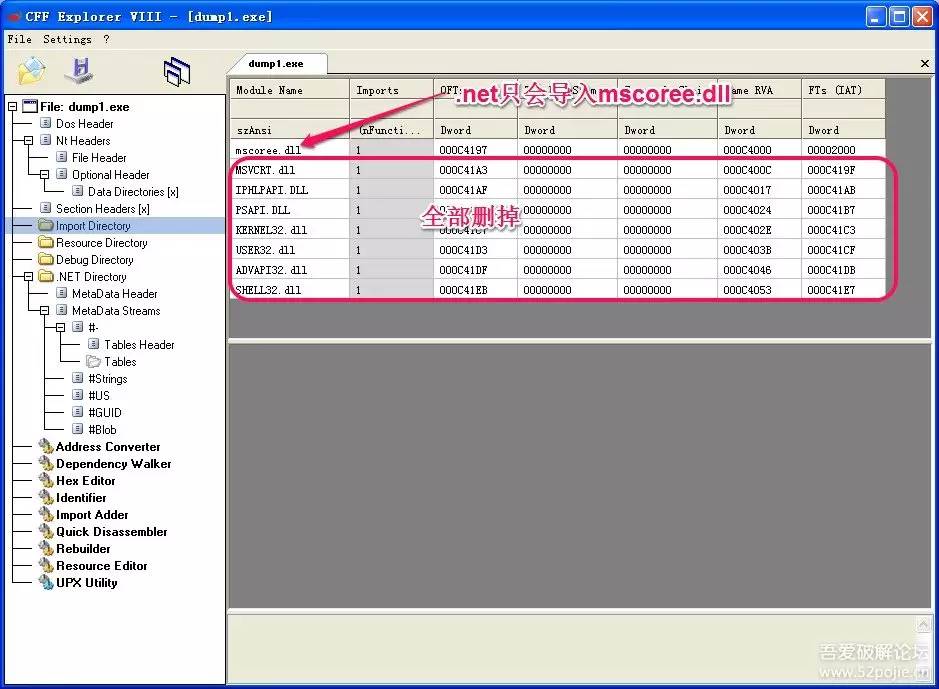 CFF Explorer VIII - [dump1.exe]
File Settings ?
dump1.exe
File: dump1.exe
Dos Header
Nt Headers
File Header
Optional Header
Data Directories [x]
Section Headers [x]
Import Directory
Resource Directory
Debug Directory
.NET Directory
MetaData Header
MetaData Streams
#-
Tables Header
Tables
#Strings
#US
#GUID
#Blob
Address Converter
Dependency Walker
Hex Editor
Identifier
Import Adder
Quick Disassembler
Rebuilder
Resource Editor
UPX Utility
.net只会导入mscoree.dll
Module Name Imports RVA FTs (IAT)
szAnsi (nFuncti... Dword Dword Dword Dword Dword
mscoree.dll 1 000C4197 00000000 00000000 000C4000 00002000
MSVCRT.dll 1 000C41A3 00000000 00000000 000C400C 000C419F
IPHLPAPI.DLL 1 000C41AF 00000000 00000000 000C4017 000C41AB
PSAPI.DLL 1 00000000 00000000 000C4024 000C41B7
全部删掉
KERNEL32.dll 1 00000000 00000000 000C402E 000C41C3
USER32.dll 1 000C41D3 00000000 00000000 000C403B 000C41CF
ADVAPI32.dll 1 000C41DF 00000000 00000000 000C4046 000C41DB
SHELL32.dll 1 000C41EB 00000000 00000000 000C4053 000C41E7
吾爱破解论坛
www.52pojie.cn